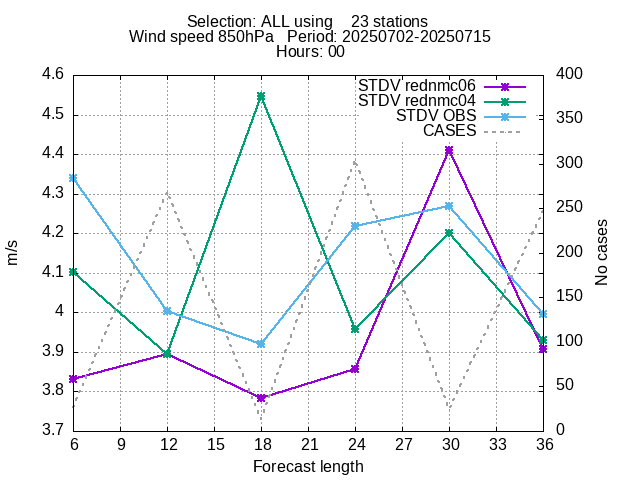 Selection: ALL using    23 stations
Wind speed 850hPa   Period: 20250702-20250715
Hours: 00
STDV rednmc06
STDV rednmc04
STDV OBS
CASES
4.6
4.5
4.4
4.3
4.2
4.1
4
3.9
3.8
3.7
m/s
400
350
300
250
200
150
100
50
0
No cases
6 9 12 15 18 21 24 27 30 33 36
Forecast length